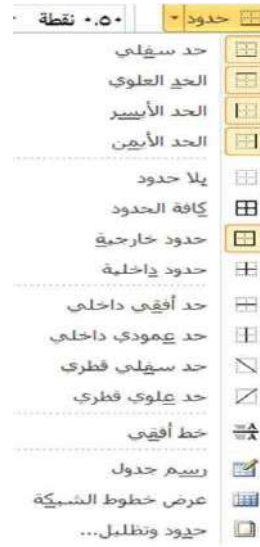 حدود ٠.٥٠ نقطة
حد سفلي
الحد العلوي
الحد الأيسر
الحد الأيمن
بلا حدود
كافة الحدود
حدود خارجية
حدود داخلية
حد أفقي داخلي
حد عمودي داخلي
حد سفلي قطري
حد علوي قطري
خط أفقي
رسم جدول
عرض خطوط الشبكة
حدود وتظليل...